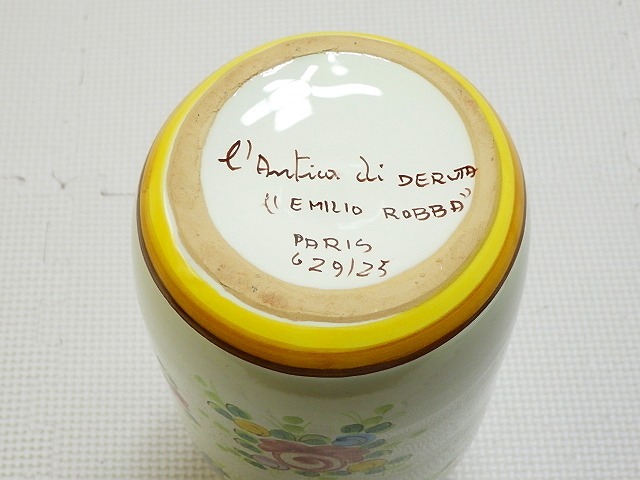 l'Antica di DERUTA
"EMILIO ROBBA"
PARIS
629/25